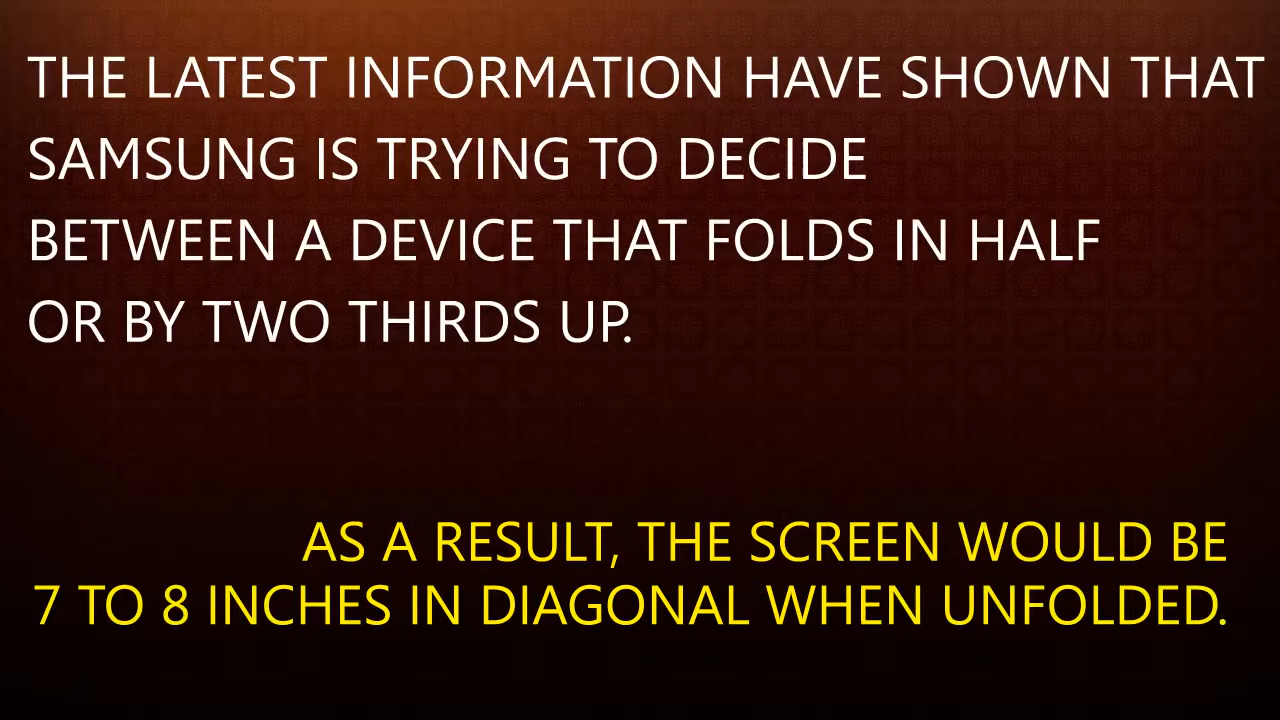 THE LATEST INFORMATION HAVE SHOWN THAT
SAMSUNG IS TRYING TO DECIDE
BETWEEN A DEVICE THAT FOLDS IN HALF
OR BY TWO THIRDS UP.
AS A RESULT, THE SCREEN WOULD BE
7 TO 8 INCHES IN DIAGONAL WHEN UNFOLDED.